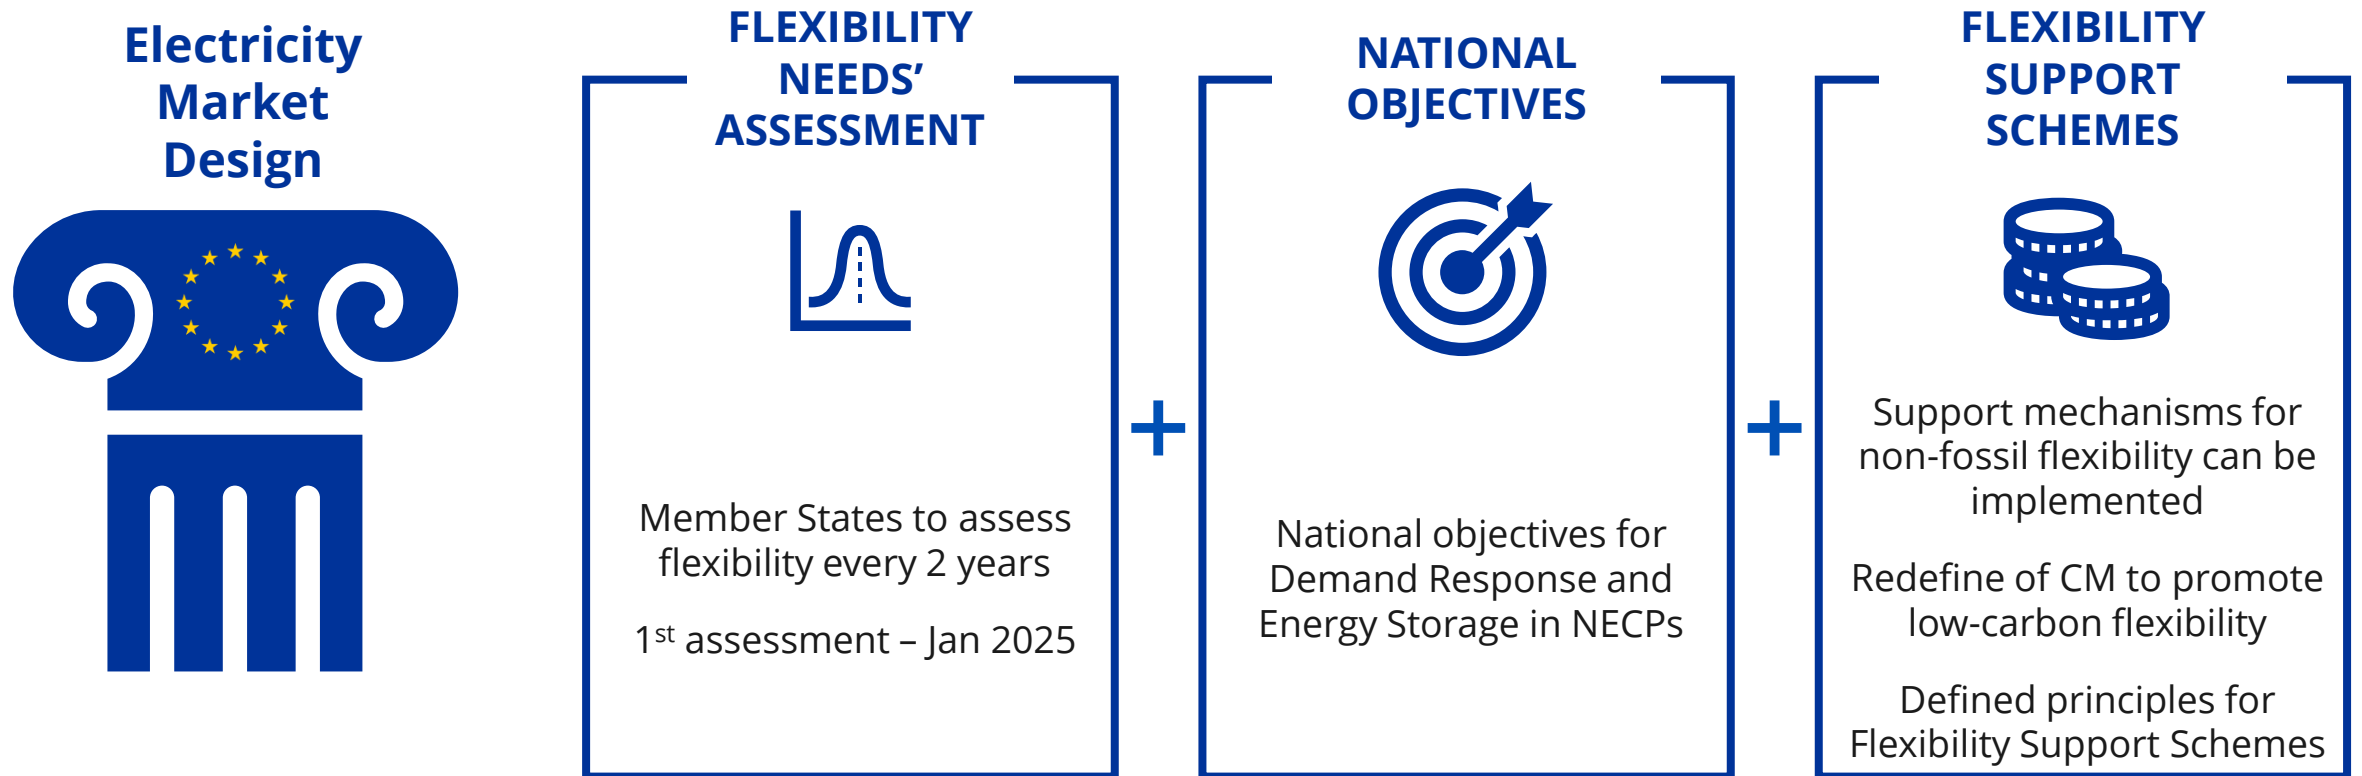 Electricity
Market
Design
FLEXIBILITY
NEEDS’
ASSESSMENT
Member States to assess
flexibility every 2 years
1st assessment – Jan 2025
+
NATIONAL
OBJECTIVES
National objectives for
Demand Response and
Energy Storage in NECPs
+
FLEXIBILITY
SUPPORT
SCHEMES
Support mechanisms for
non-fossil flexibility can be
implemented
Redefine of CM to promote
low-carbon flexibility
Defined principles for
Flexibility Support Schemes